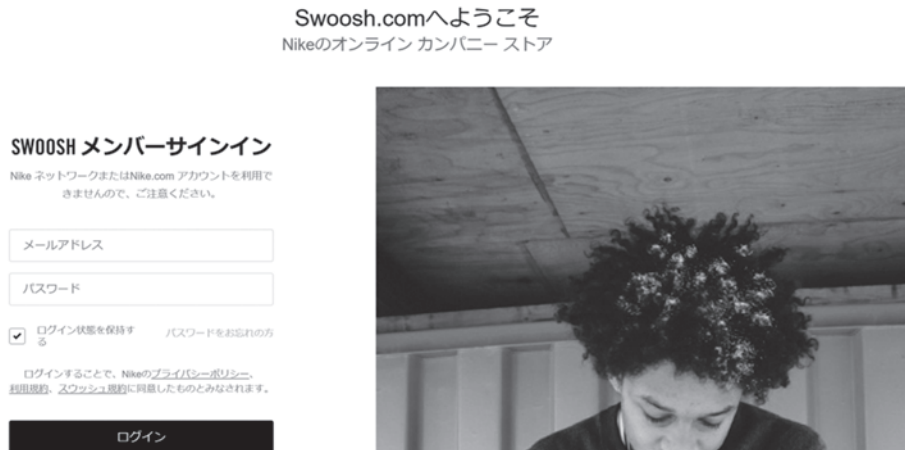 Swoosh.comへようこそ
Nikeのオンライン カンパニー ストア
SWOOSH メンバーサインイン
Nike ネットワークまたはNike.com アカウントを利用で
きませんので、ご注意ください。
メールアドレス
パスワード
ログイン状態を保持す
る
パスワードをお忘れの方
ログインすることで、Nikeのプライバシーポリシー、
利用規約、スウッシュ規約に同意したものとみなされます。
ログイン